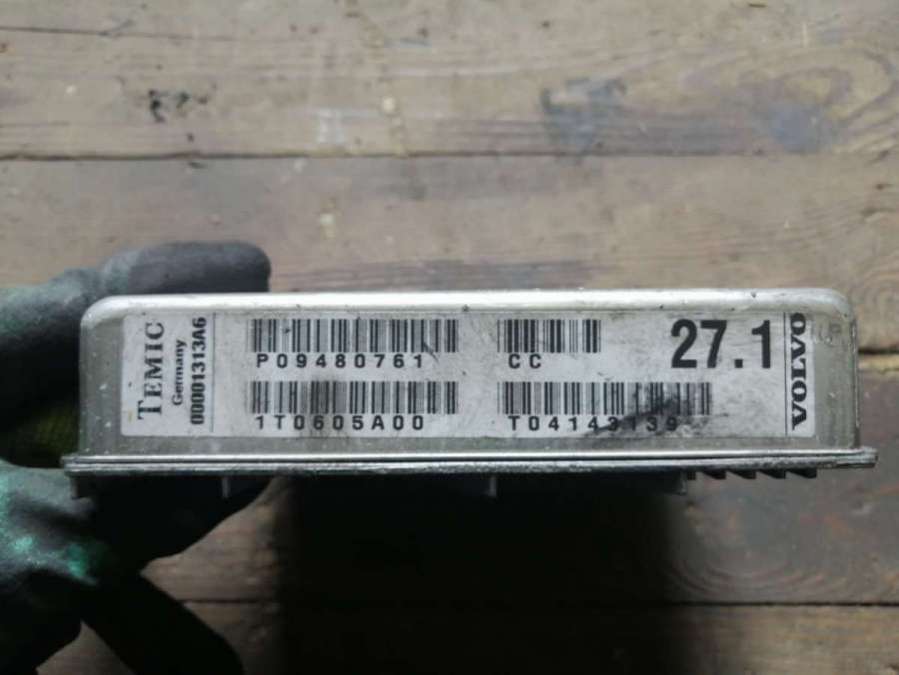 TEMIC
Germany
00001313A6
P09480761
CC
27.1
1T0605A00
T04143139
VOLVO